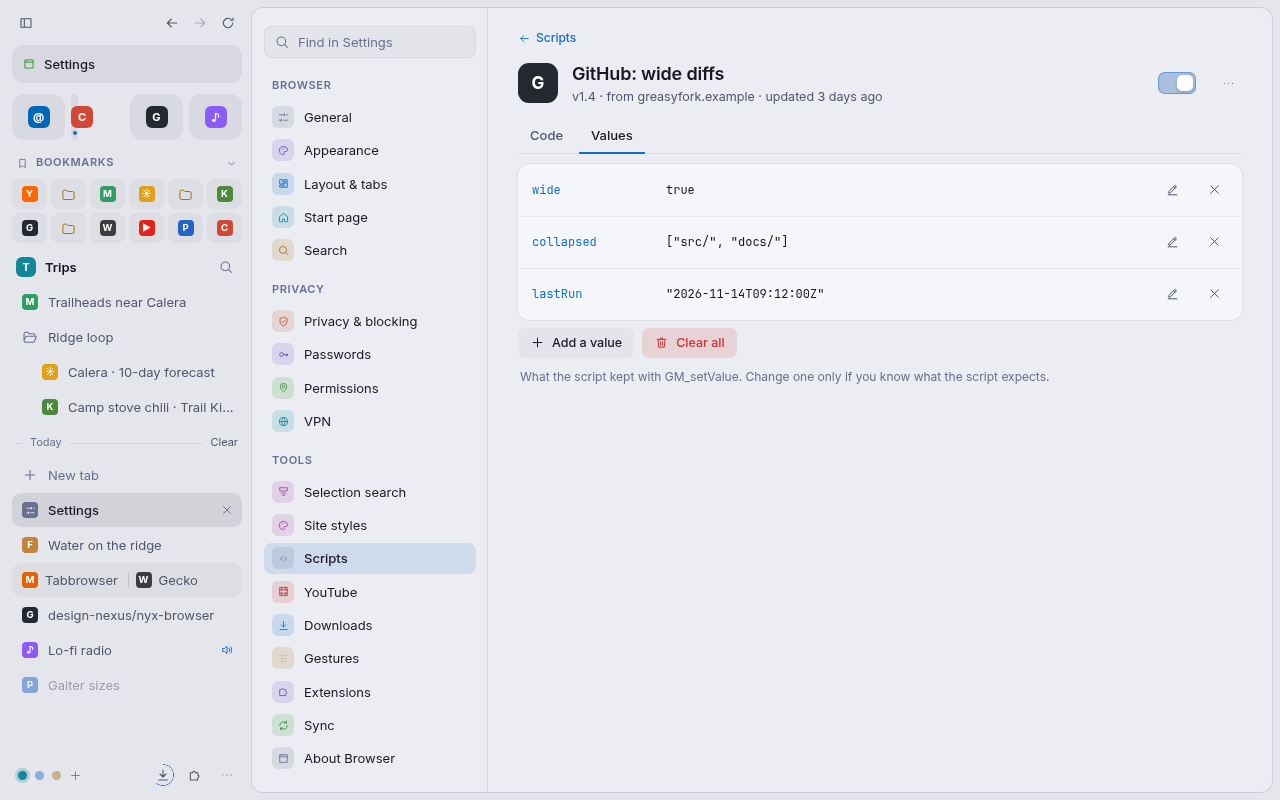 Settings
@
C
G
BOOKMARKS
Y
M
K
G
W
P
C
T
Trips
M
Trailheads near Calera
Ridge loop
Calera · 10-day forecast
K
Camp stove chili · Trail Ki...
Today
Clear
New tab
Settings
F
Water on the ridge
M
Tabbrowser
W
Gecko
G
design-nexus/nyx-browser
Lo-fi radio
P
Gaiter sizes
Find in Settings
BROWSER
General
Appearance
Layout & tabs
Start page
Search
PRIVACY
Privacy & blocking
Passwords
Permissions
VPN
TOOLS
Selection search
Site styles
Scripts
YouTube
Downloads
Gestures
Extensions
Sync
About Browser
Scripts
G
GitHub: wide diffs
v1.4 · from greasyfork.example · updated 3 days ago
Code
Values
wide
true
collapsed
["src/", "docs/"]
lastRun
"2026-11-14T09:12:00Z"
Add a value
Clear all
What the script kept with GM_setValue. Change one only if you know what the script expects.